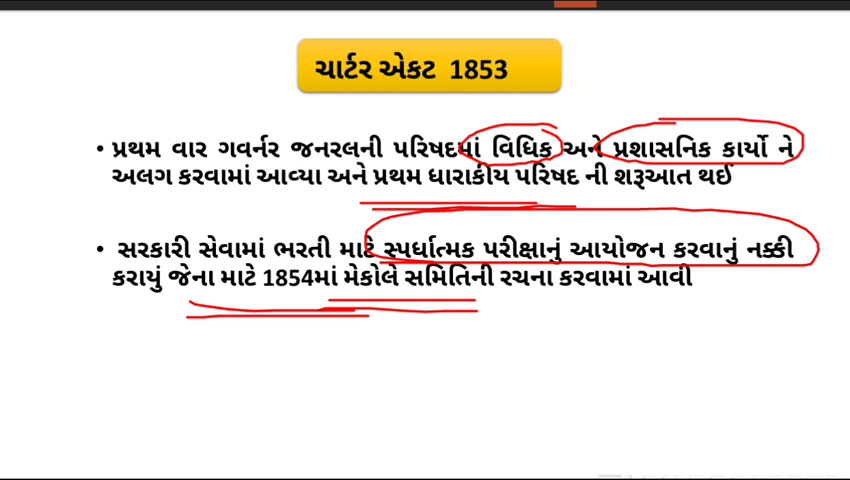 ચાર્ટર એકટ 1853
• પ્રથમ વાર ગવર્નર જનરલની પરિષદમાં વિધિક અને પ્રશાસનિક કાર્યો ને
અલગ કરવામાં આવ્યા અને પ્રથમ ધારાકીય પરિષદ ની શરૂઆત થઈ
• સરકારી સેવામાં ભરતી માટે સ્પર્ધાત્મક પરીક્ષાનું આયોજન કરવાનું નક્કી
કરાયું જેના માટે 1854માં મેકોલે સમિતિની રચના કરવામાં આવી